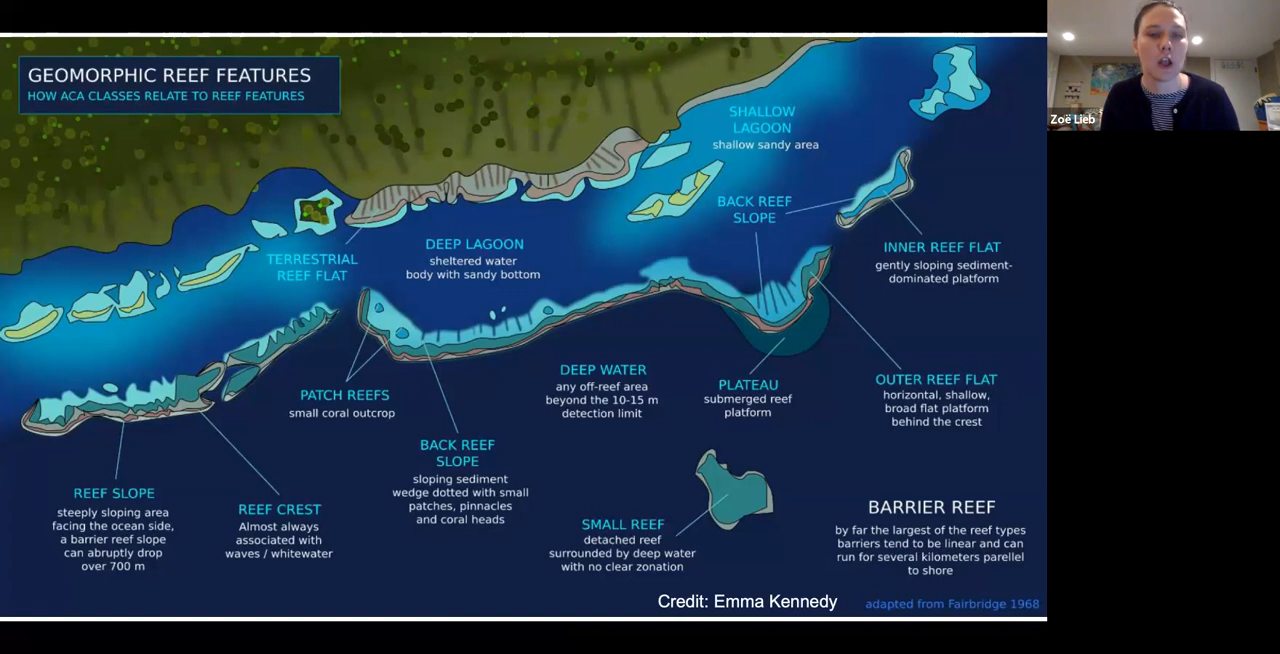 GEOMORPHIC REEF FEATURES
HOW ACA CLASSES RELATE TO REEF FEATURES
Zoë Lieb
SHALLOW
LAGOON
shallow sandy area
BACK REEF
SLOPE
TERRESTRIAL
REEF FLAT
DEEP LAGOON
sheltered water
body with sandy bottom
INNER REEF FLAT
gently sloping sediment-
dominated platform
PATCH REEFS
small coral outcrop
DEEP WATER
any off-reef area
beyond the 10-15 m
detection limit
PLATEAU
submerged reef
platform
OUTER REEF FLAT
horizontal, shallow,
broad flat platform
behind the crest
BACK REEF
SLOPE
sloping sediment
wedge dotted with small
patches, pinnacles
and coral heads
REEF SLOPE
steeply sloping area
facing the ocean side,
a barrier reef slope
can abruptly drop
over 700 m
REEF CREST
Almost always
associated with
waves / whitewater
SMALL REEF
detached reef
surrounded by deep water
with no clear zonation
BARRIER REEF
by far the largest of the reef types
barriers tend to be linear and can
run for several kilometers parellel
to shore
Credit: Emma Kennedy
adapted from Fairbridge 1968